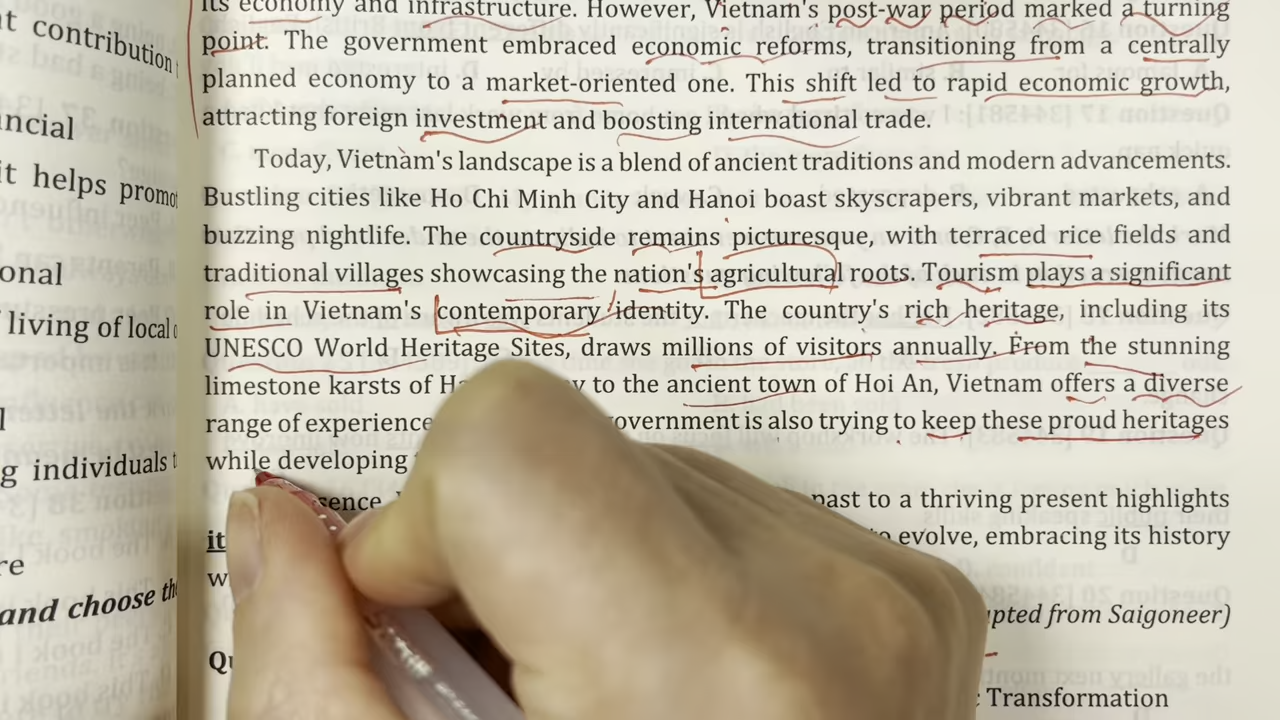 t contribution
ncial
it helps promo
onal
living of local
g individuals
re
and choose th
its economy and infrastructure. However, Vietnam's post-war period marked a turning
point. The government embraced economic reforms, transitioning from a centrally
planned economy to a market-oriented one. This shift led to rapid economic growth,
attracting foreign investment and boosting international trade.
Today, Vietnam's landscape is a blend of ancient traditions and modern advancements.
Bustling cities like Ho Chi Minh City and Hanoi boast skyscrapers, vibrant markets, and
buzzing nightlife. The countryside remains picturesque, with terraced rice fields and
traditional villages showcasing the nation's agricultural roots. Tourism plays a significant
role in Vietnam's contemporary identity. The country's rich heritage, including its
UNESCO World Heritage Sites, draws millions of visitors annually. From the stunning
limestone karsts of Ha y to the ancient town of Hoi An, Vietnam offers a diverse
range of experience overnment is also trying to keep these proud heritages
while developing
sence past to a thriving present highlights
it to evolve, embracing its history
w
pted from Saigoneer)
Qu
Transformation